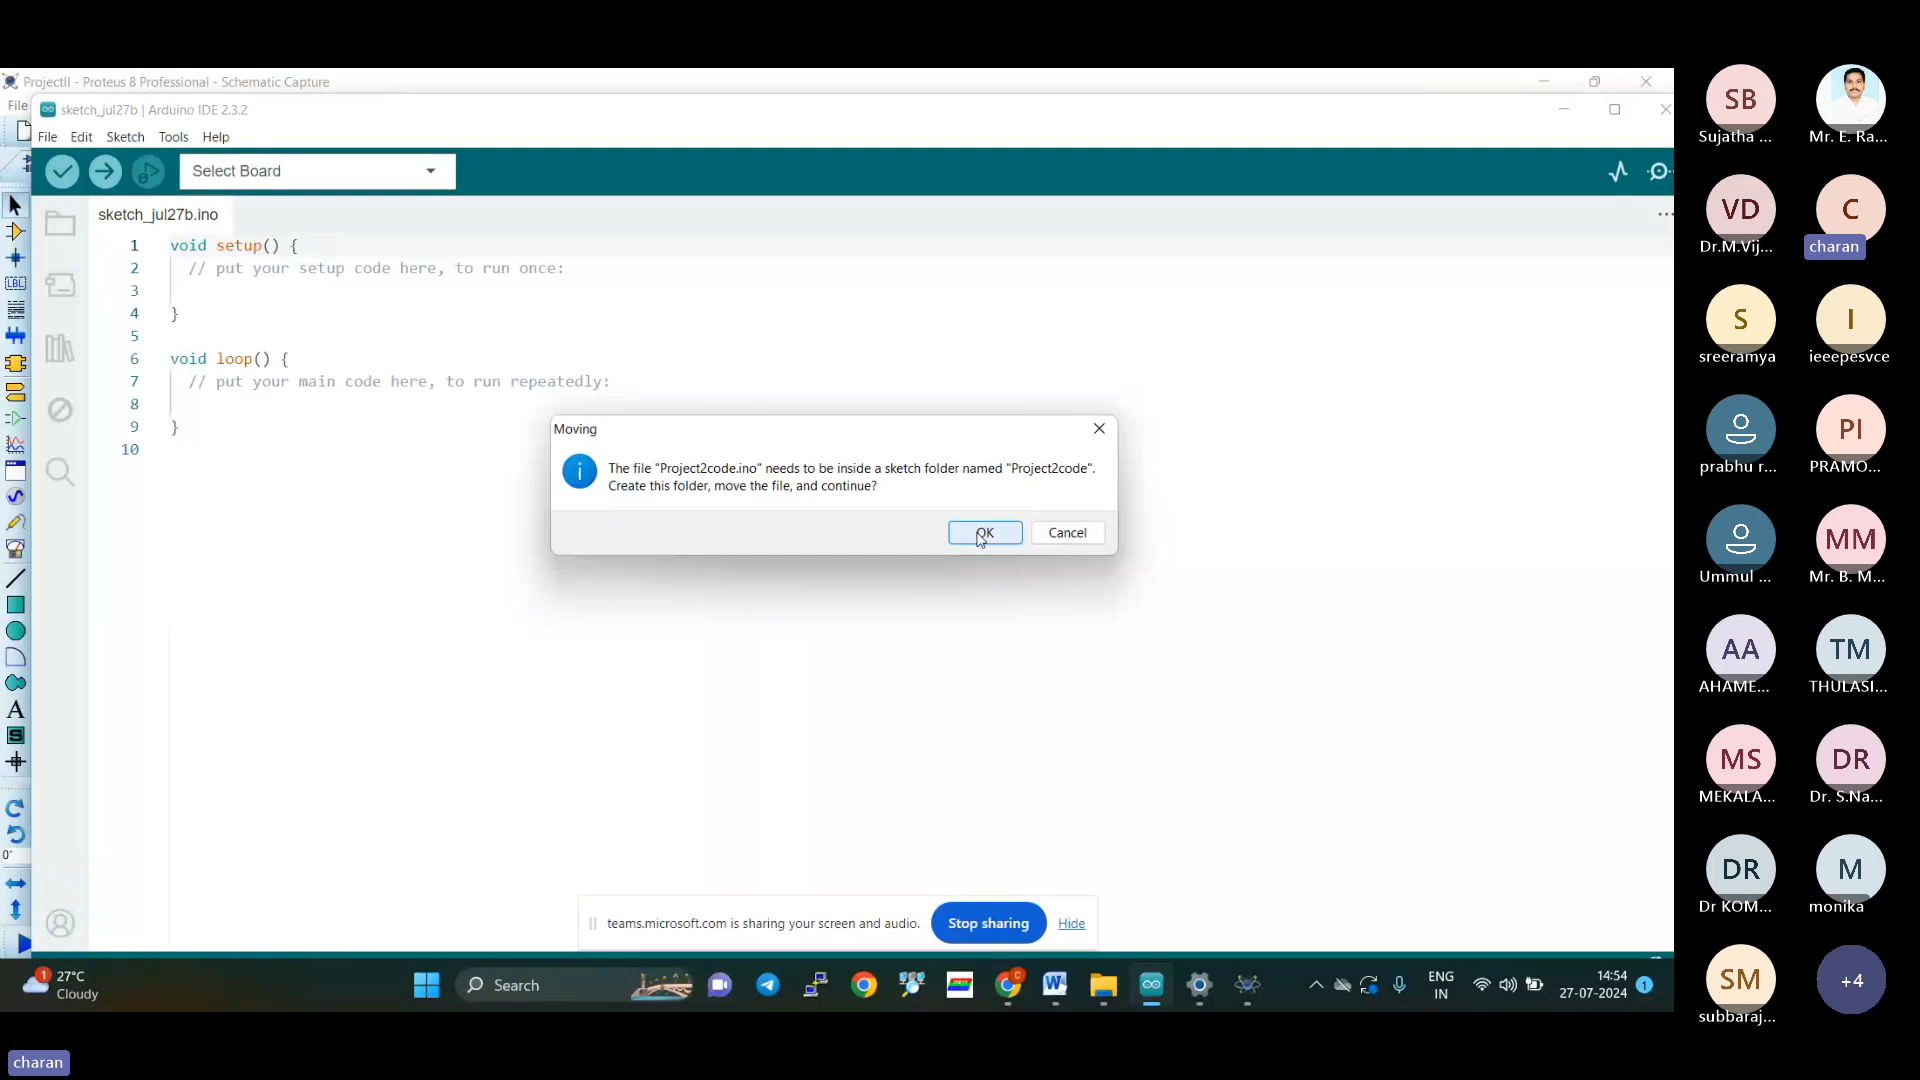 ProjectII - Proteus 8 Professional - Schematic Capture
File
sketch_jul27b | Arduino IDE 2.3.2
File Edit Sketch Tools Help
Select Board
sketch_jul27b.ino
1 void setup() {
2 // put your setup code here, to run once:
3
4 }
5
6 void loop() {
7 // put your main code here, to run repeatedly:
8
9 }
10
Moving
The file "Project2code.ino" needs to be inside a sketch folder named "Project2code".
Create this folder, move the file, and continue?
OK Cancel
LBL
A
S
0°
teams.microsoft.com is sharing your screen and audio. Stop sharing Hide
1
27°C
Cloudy
Search
C
ENG
IN
14:54
27-07-2024
1
charan
SB
Sujatha ...
Mr. E. Ra...
VD
Dr.M.Vij...
C
charan
S
sreeramya
I
ieeepesvce
prabhu r...
PI
PRAMO...
Ummul ...
MM
Mr. B. M...
AA
AHAME...
TM
THULASI...
MS
MEKALA...
DR
Dr. S.Na...
DR
Dr KOM...
M
monika
SM
subbaraj...
+4